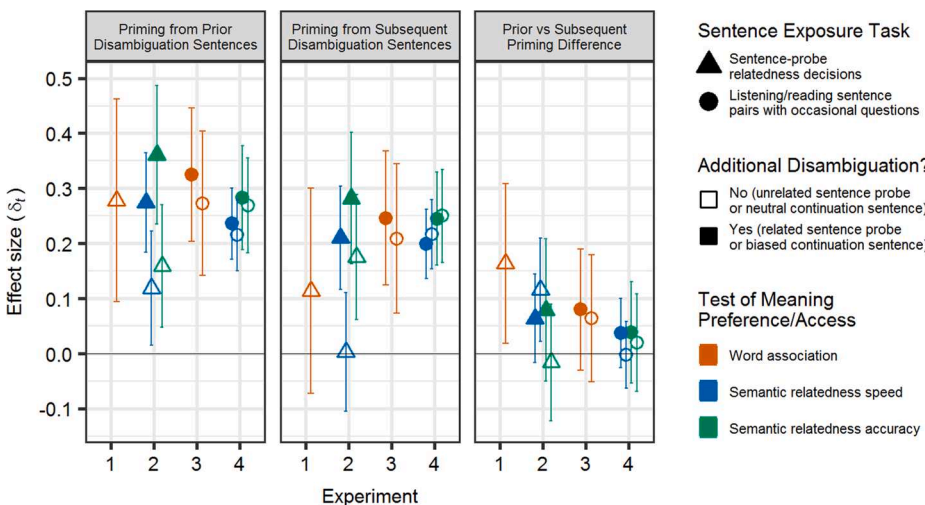 Priming from Prior
Disambiguation Sentences
Priming from Subsequent
Disambiguation Sentences
Prior vs Subsequent
Priming Difference
0.5
0.4
0.3
0.2
0.1
0.0
-0.1
Effect size (δt)
1 2 3 4
1 2 3 4
1 2 3 4
Experiment
Sentence Exposure Task
Sentence-probe
relatedness decisions
Listening/reading sentence
pairs with occasional questions
Additional Disambiguation?
No (unrelated sentence probe
or neutral continuation sentence)
Yes (related sentence probe
or biased continuation sentence)
Test of Meaning
Preference/Access
Word association
Semantic relatedness speed
Semantic relatedness accuracy